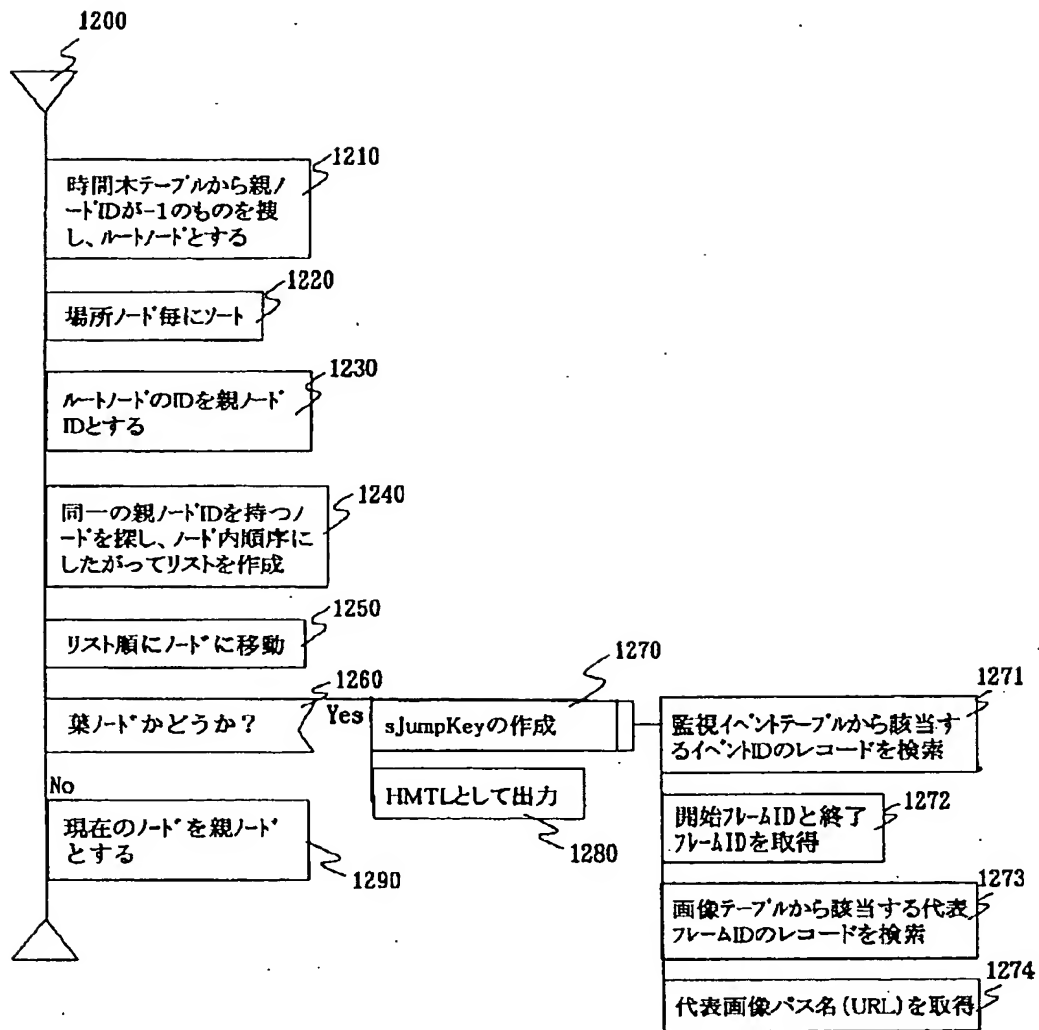 1200
1210
時間木テーブルから親ノ
ードIDが-1のものを捜
し、ルートノードとする
1220
場所ノード毎にソート
1230
ルートノードのIDを親ノード
IDとする
1240
同一の親ノードIDを持つノ
ードを探し、ノード内順序に
したがってリストを作成
1250
リスト順にノードに移動
1260
葉ノードかどうか?
Yes
1270
sJumpKeyの作成
1271
監視イベントテーブルから該当す
るイベントIDのレコードを検索
No
HMTLとして出力
1280
1272
開始フレームIDと終了
フレームIDを取得
現在のノードを親ノード
とする
1290
1273
画像テーブルから該当する代表
フレームIDのレコードを検索
1274
代表画像パス名(URL)を取得